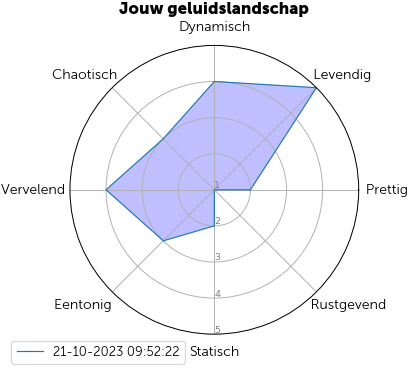 Jouw geluidslandschap
Dynamisch
Chaotisch
Levendig
Vervelend
1
Prettig
2
3
4
Eentonig
Rustgevend
5
21-10-2023 09:52:22
Statisch